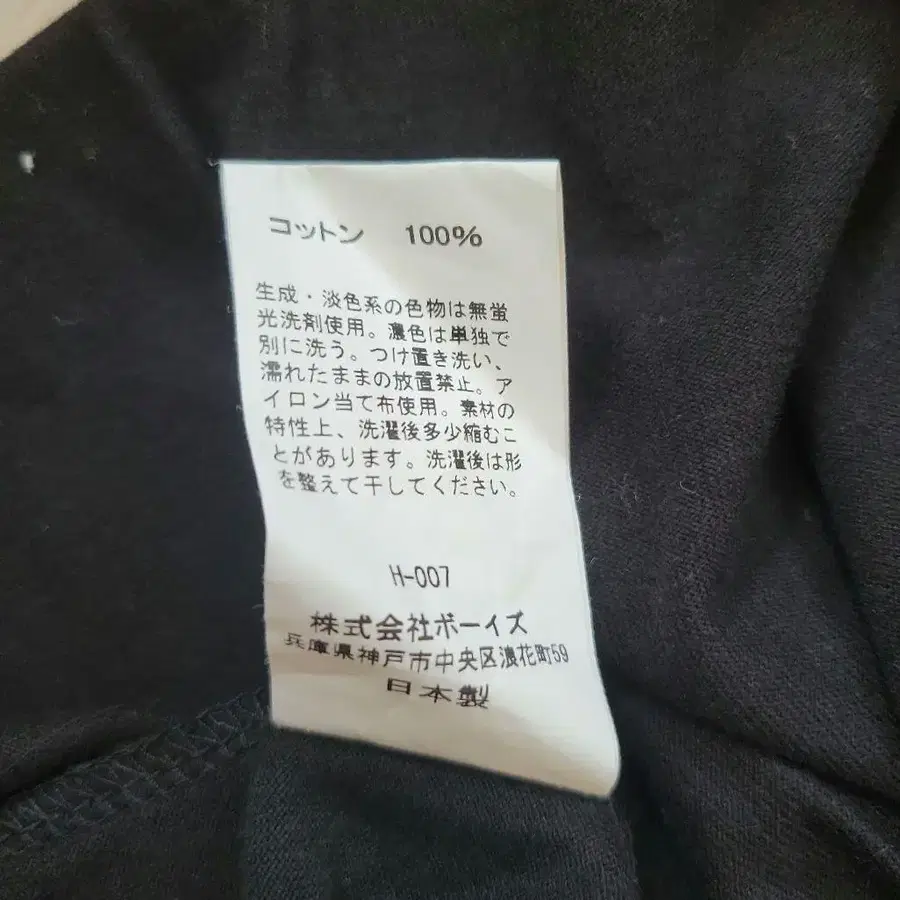 コットン 100%
生成・淡色系の色物は無蛍
光洗剤使用。濃色は単独で
別に洗う。つけ置き洗い、
濡れたままの放置禁止。ア
イロン当て布使用。素材の
特性上、洗濯後多少縮むこ
とがあります。洗濯後は形
を整えて干してください。
H-007
株式会社ボーイズ
兵庫県神戸市中央区浪花町59
日本製